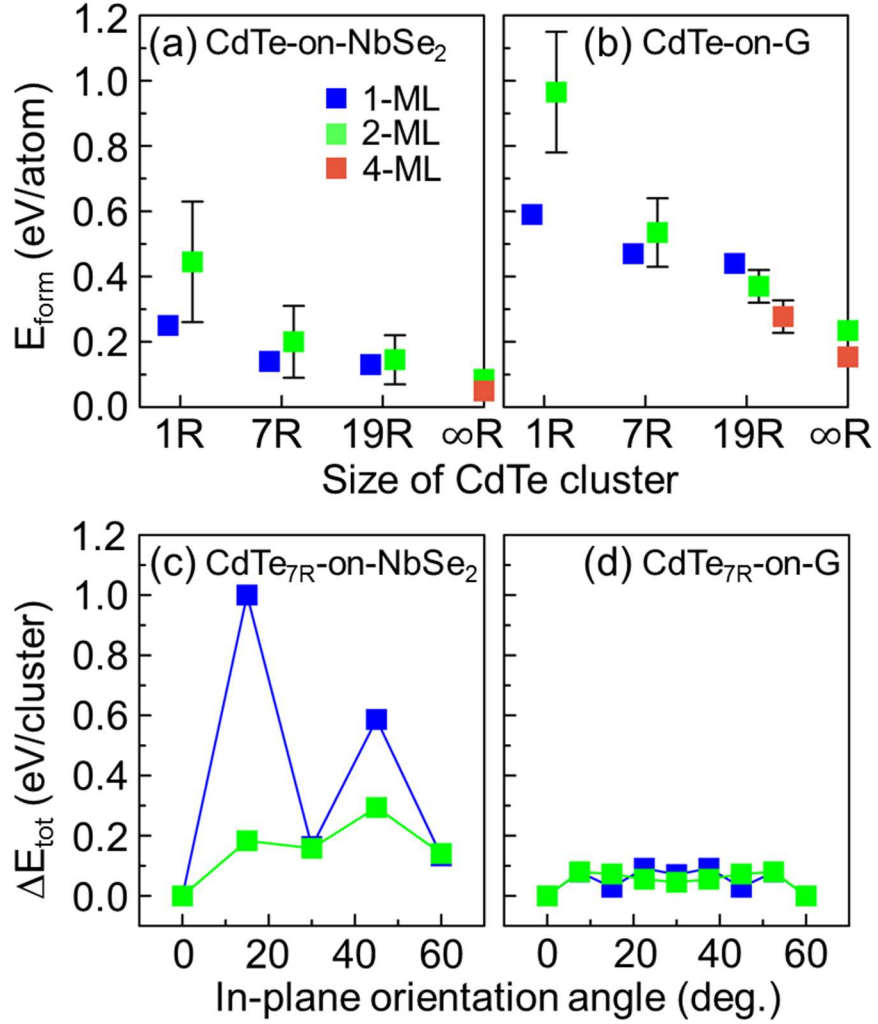 (a) CdTe-on-NbSe₂
(b) CdTe-on-G
1-ML
2-ML
4-ML
E_form (eV/atom)
1.2
1.0
0.8
0.6
0.4
0.2
0.0
1R 7R 19R ∞R
1R 7R 19R ∞R
Size of CdTe cluster
(c) CdTe₇R-on-NbSe₂
(d) CdTe₇R-on-G
ΔE_tot (eV/cluster)
1.2
1.0
0.8
0.6
0.4
0.2
0.0
0 20 40 60
0 20 40 60
In-plane orientation angle (deg.)